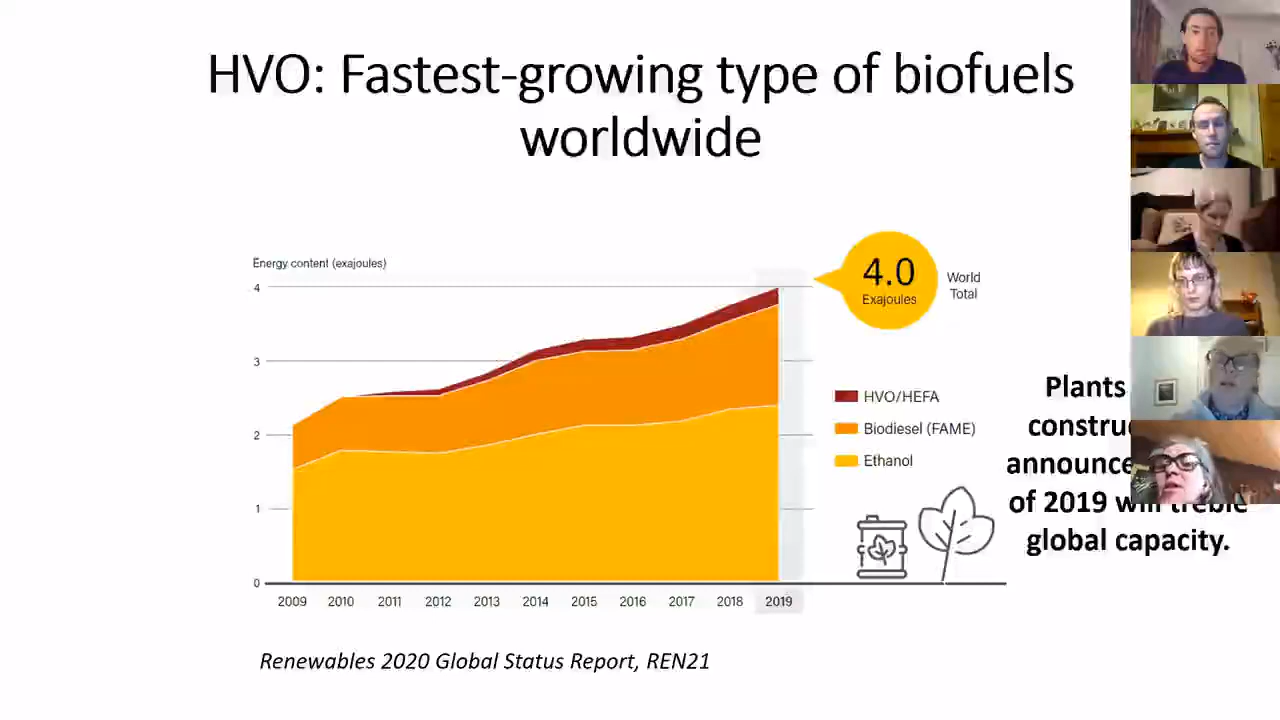 HVO: Fastest-growing type of biofuels
worldwide
Energy content (exajoules)
4
3
2
1
0
2009 2010 2011 2012 2013 2014 2015 2016 2017 2018 2019
4.0
Exajoules
World
Total
HVO/HEFA
Biodiesel (FAME)
Ethanol
Plants
of 2019 will treble
global capacity.
Renewables 2020 Global Status Report, REN21